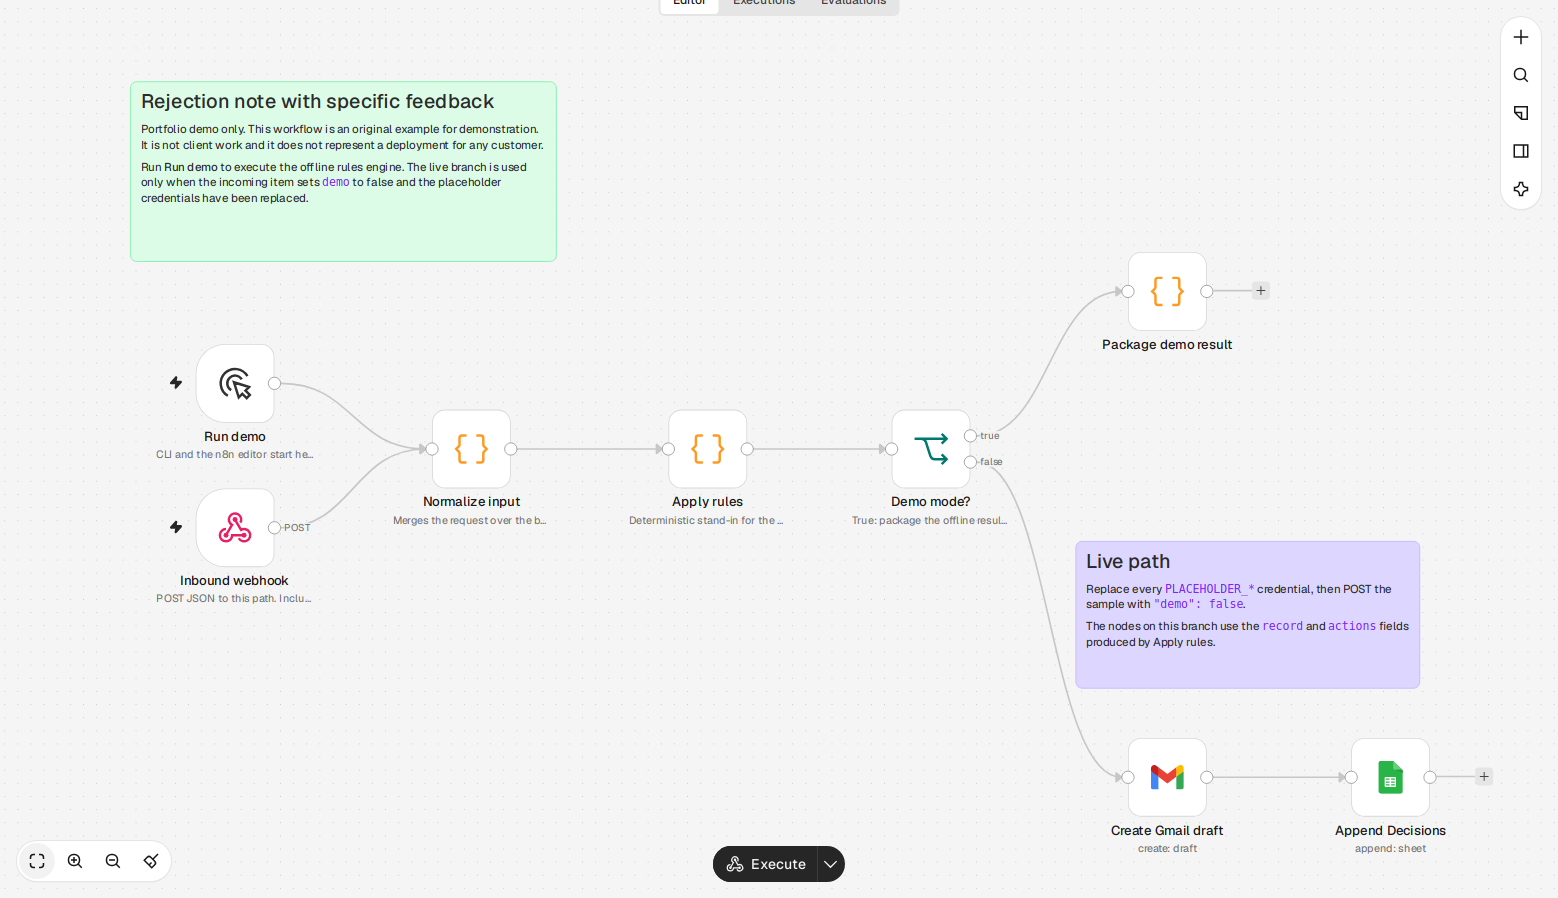 Editor Executions Evaluations
Rejection note with specific feedback
Portfolio demo only. This workflow is an original example for demonstration.
It is not client work and it does not represent a deployment for any customer.
Run Run demo to execute the offline rules engine. The live branch is used
only when the incoming item sets demo to false and the placeholder
credentials have been replaced.
Package demo result
Run demo
CLI and the n8n editor start he...
true
false
Normalize input
Merges the request over the b...
Apply rules
Deterministic stand-in for the ...
Demo mode?
True: package the offline resul...
POST
Inbound webhook
POST JSON to this path. Inclu...
Live path
Replace every PLACEHOLDER_* credential, then POST the
sample with "demo": false.
The nodes on this branch use the record and actions fields
produced by Apply rules.
Create Gmail draft
create: draft
Append Decisions
append: sheet
Execute